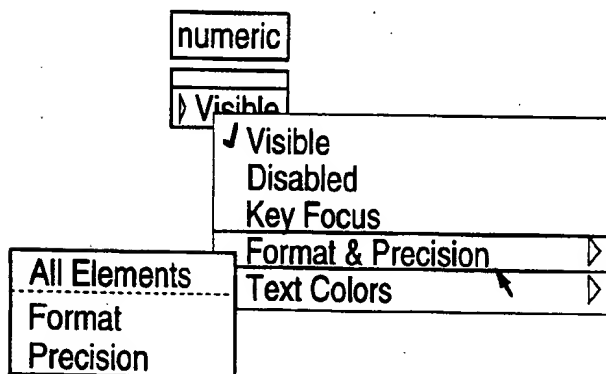 numeric
Visible
Visible
Disabled
Key Focus
Format & Precision
Text Colors
All Elements
Format
Precision